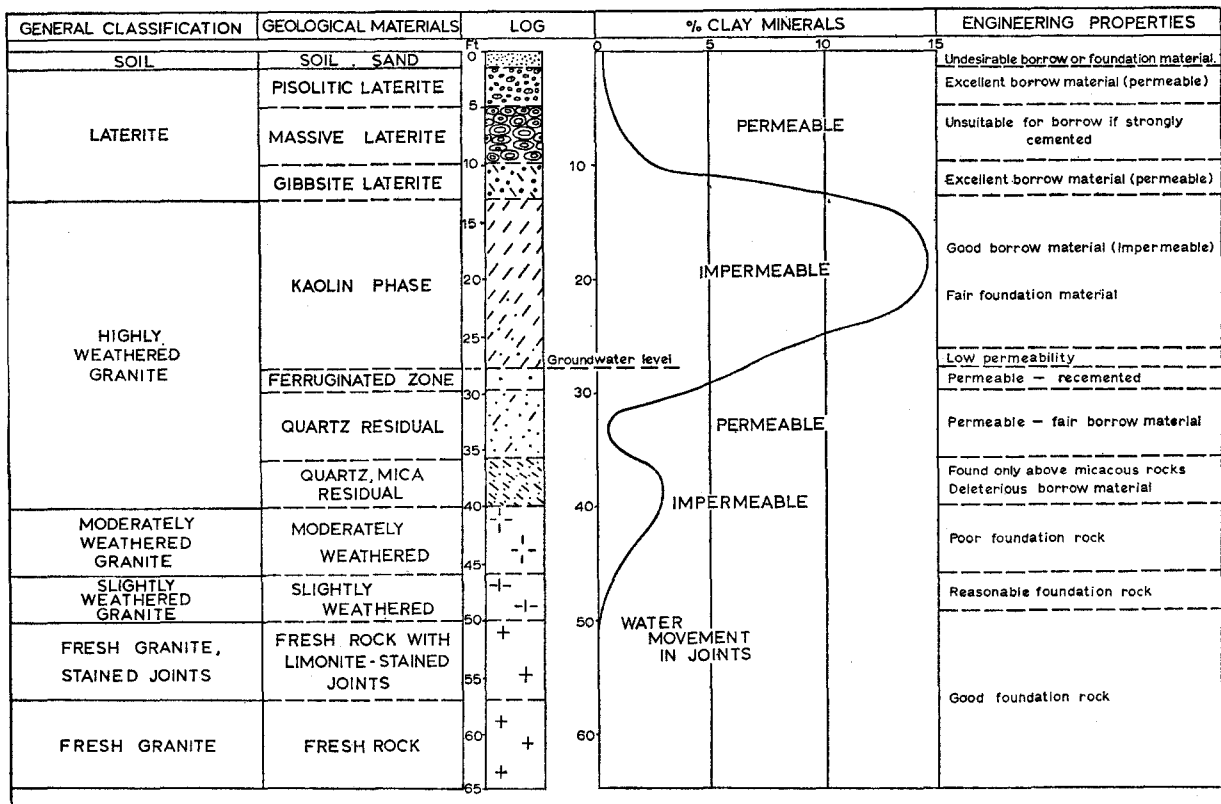 GENERAL CLASSIFICATION
GEOLOGICAL MATERIALS
LOG
% CLAY MINERALS
ENGINEERING PROPERTIES
Ft
0
5
10
15
SOIL
SOIL . SAND
0
Undesirable borrow or foundation material.
LATERITE
PISOLITIC LATERITE
5
PERMEABLE
Excellent borrow material (permeable)
MASSIVE LATERITE
10
10
Unsuitable for borrow if strongly
cemented
GIBBSITE LATERITE
Excellent borrow material (permeable)
HIGHLY
WEATHERED
GRANITE
KAOLIN PHASE
15
20
25
20
IMPERMEABLE
Good borrow material (Impermeable)
Fair foundation material
Groundwater level
Low permeability
FERRUGINATED ZONE
30
30
Permeable — recemented
QUARTZ RESIDUAL
35
PERMEABLE
Permeable — fair borrow material
QUARTZ, MICA
RESIDUAL
40
40
IMPERMEABLE
Found only above micacous rocks
Deleterious borrow material
MODERATELY
WEATHERED
GRANITE
MODERATELY
WEATHERED
45
Poor foundation rock
SLIGHTLY
WEATHERED
GRANITE
SLIGHTLY
WEATHERED
50
50
Reasonable foundation rock
FRESH GRANITE,
STAINED JOINTS
FRESH ROCK WITH
LIMONITE-STAINED
JOINTS
55
WATER
MOVEMENT
IN JOINTS
Good foundation rock
FRESH GRANITE
FRESH ROCK
60
65
60